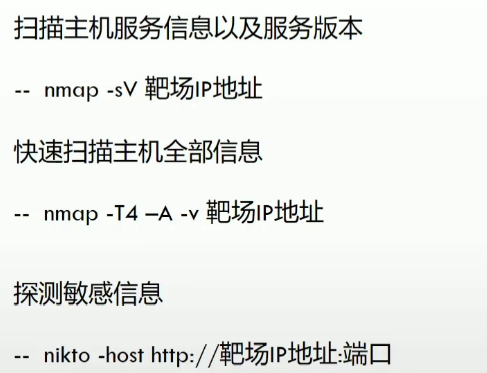 扫描主机服务信息以及服务版本
-- nmap -sV 靶场IP地址
快速扫描主机全部信息
-- nmap -T4 –A -v 靶场IP地址
探测敏感信息
-- nikto -host http://靶场IP地址:端口